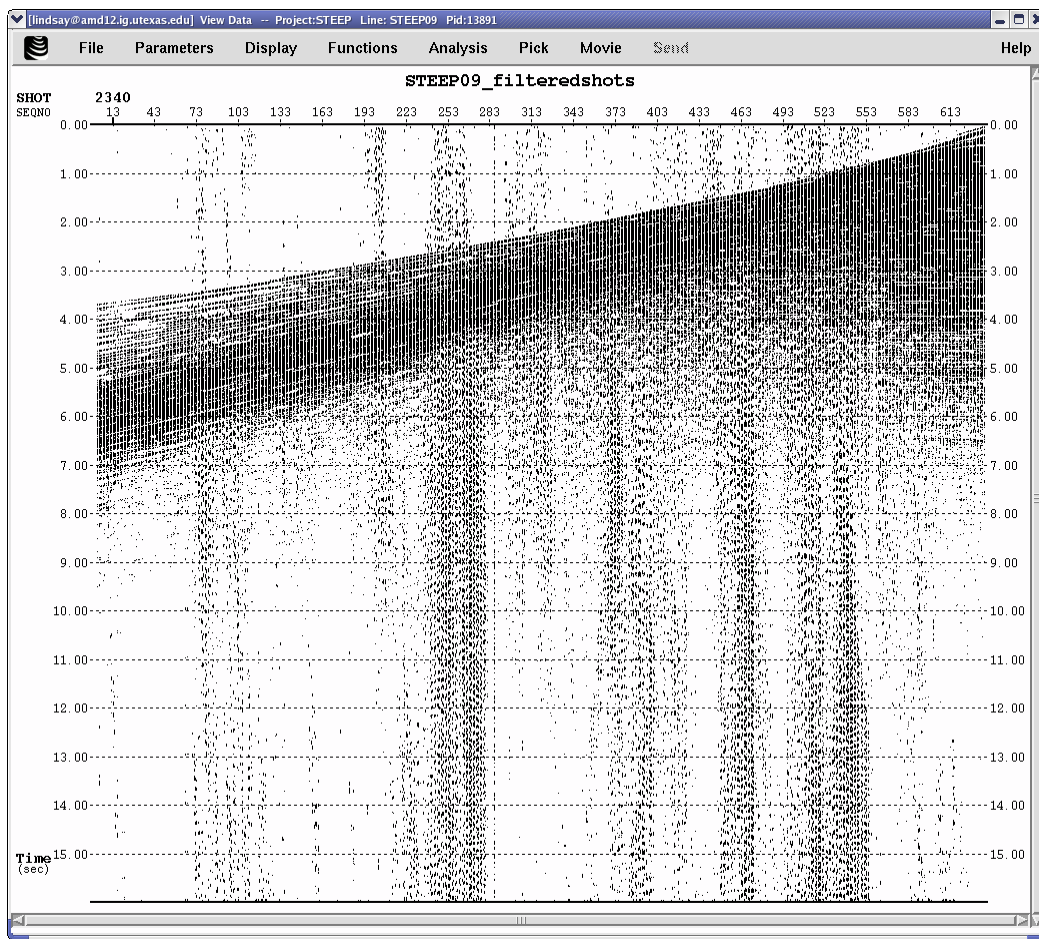 [lindsay@amd12.ig.utexas.edu] View Data -- Project:STEEP Line: STEEP09 Pid:13891
File Parameters Display Functions Analysis Pick Movie Send Help
STEEP09_filteredshots
SHOT 2340
SEQNO 13 43 73 103 133 163 193 223 253 283 313 343 373 403 433 463 493 523 553 583 613
0.00 0.00
1.00 1.00
2.00 2.00
3.00 3.00
4.00 4.00
5.00 5.00
6.00 6.00
7.00 7.00
8.00 8.00
9.00 9.00
10.00 10.00
11.00 11.00
12.00 12.00
13.00 13.00
14.00 14.00
Time 15.00 15.00
(sec)